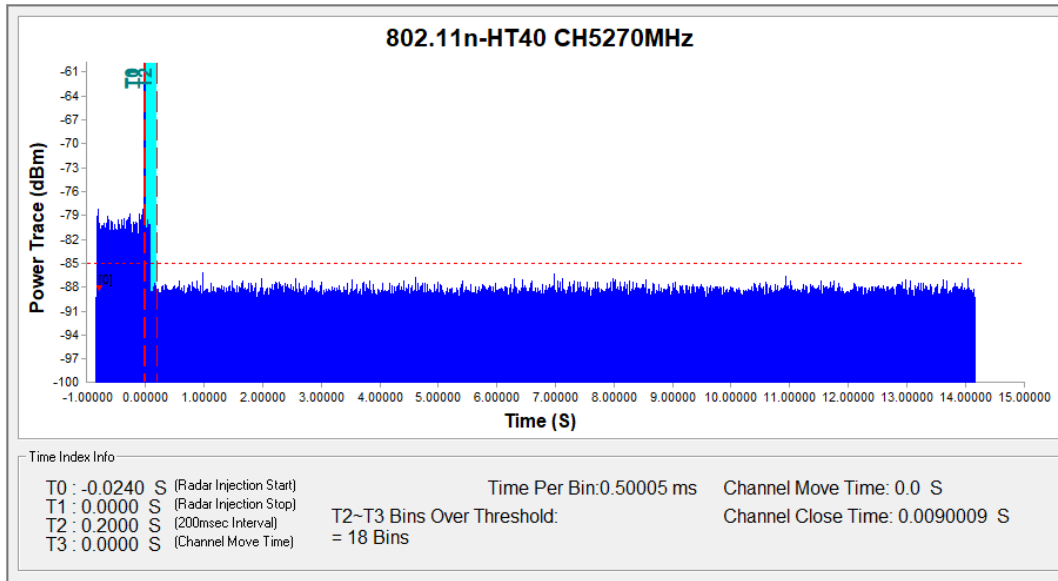 802.11n-HT40 CH5270MHz
Power Trace (dBm)
-61
-64
-67
-70
-73
-76
-79
-82
-85
-88
-91
-94
-97
-100
T0
T2
[0]
-1.00000 0.00000 1.00000 2.00000 3.00000 4.00000 5.00000 6.00000 7.00000 8.00000 9.00000 10.00000 11.00000 12.00000 13.00000 14.00000 15.00000
Time (S)
Time Index Info
T0 : -0.0240 S (Radar Injection Start)
T1 : 0.0000 S (Radar Injection Stop)
T2 : 0.2000 S (200msec Interval)
T3 : 0.0000 S (Channel Move Time)
Time Per Bin:0.50005 ms
T2~T3 Bins Over Threshold:
= 18 Bins
Channel Move Time: 0.0 S
Channel Close Time: 0.0090009 S